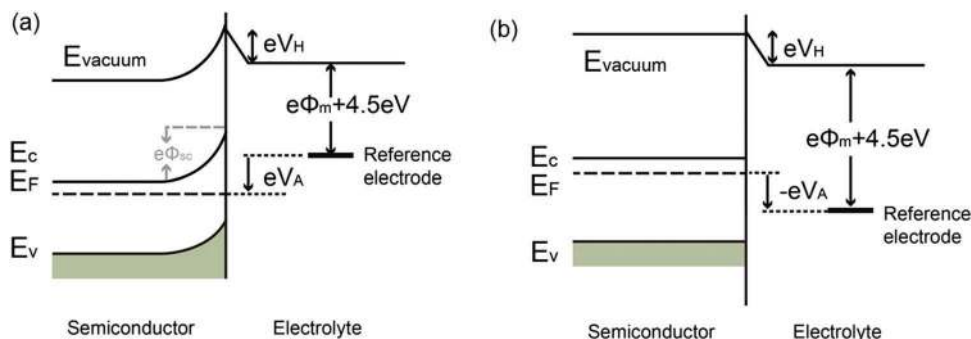 (a)
Evacuum
eVH
eΦm+4.5eV
eΦsc
Ec
EF
eVA
Reference
electrode
Ev
Semiconductor
Electrolyte
(b)
Evacuum
eVH
eΦm+4.5eV
Ec
EF
-eVA
Reference
electrode
Ev
Semiconductor
Electrolyte